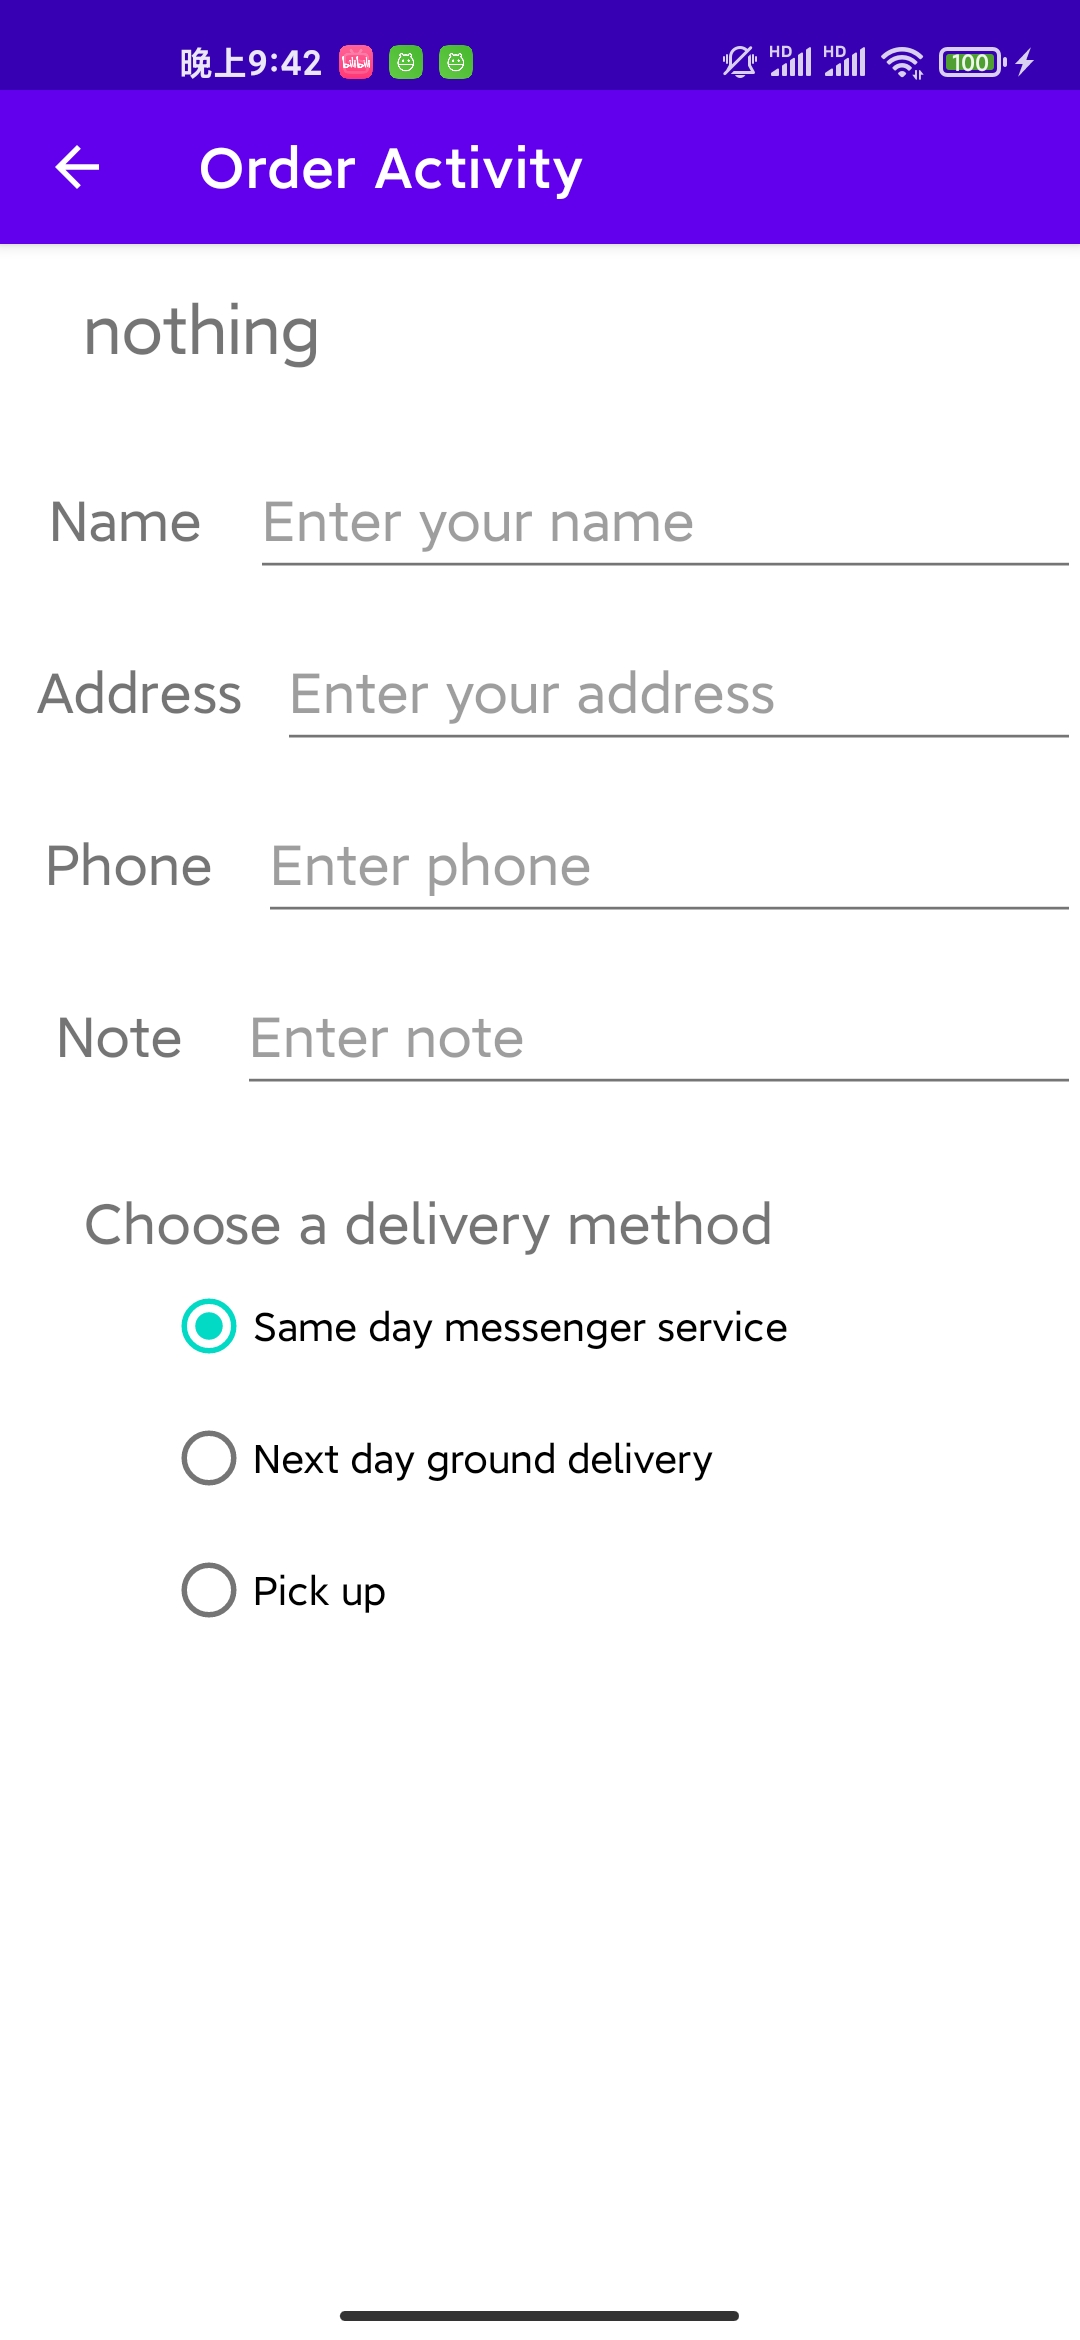 晚上9:42 bilibili HD HD 100
Order Activity
nothing
Name Enter your name
Address Enter your address
Phone Enter phone
Note Enter note
Choose a delivery method
Same day messenger service
Next day ground delivery
Pick up